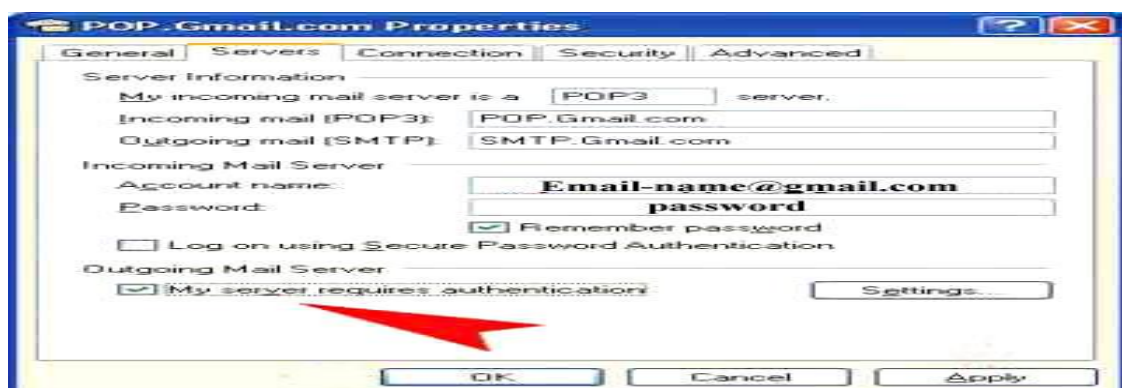 POP.Gmail.com Properties
General Servers Connection Security Advanced
Server Information
My incoming mail server is a POP3 server.
Incoming mail (POP3): POP.Gmail.com
Outgoing mail (SMTP): SMTP.Gmail.com
Incoming Mail Server
Account name: Email-name@gmail.com
Password: password
Remember password
Log on using Secure Password Authentication
Outgoing Mail Server
My server requires authentication Settings...
OK Cancel Apply